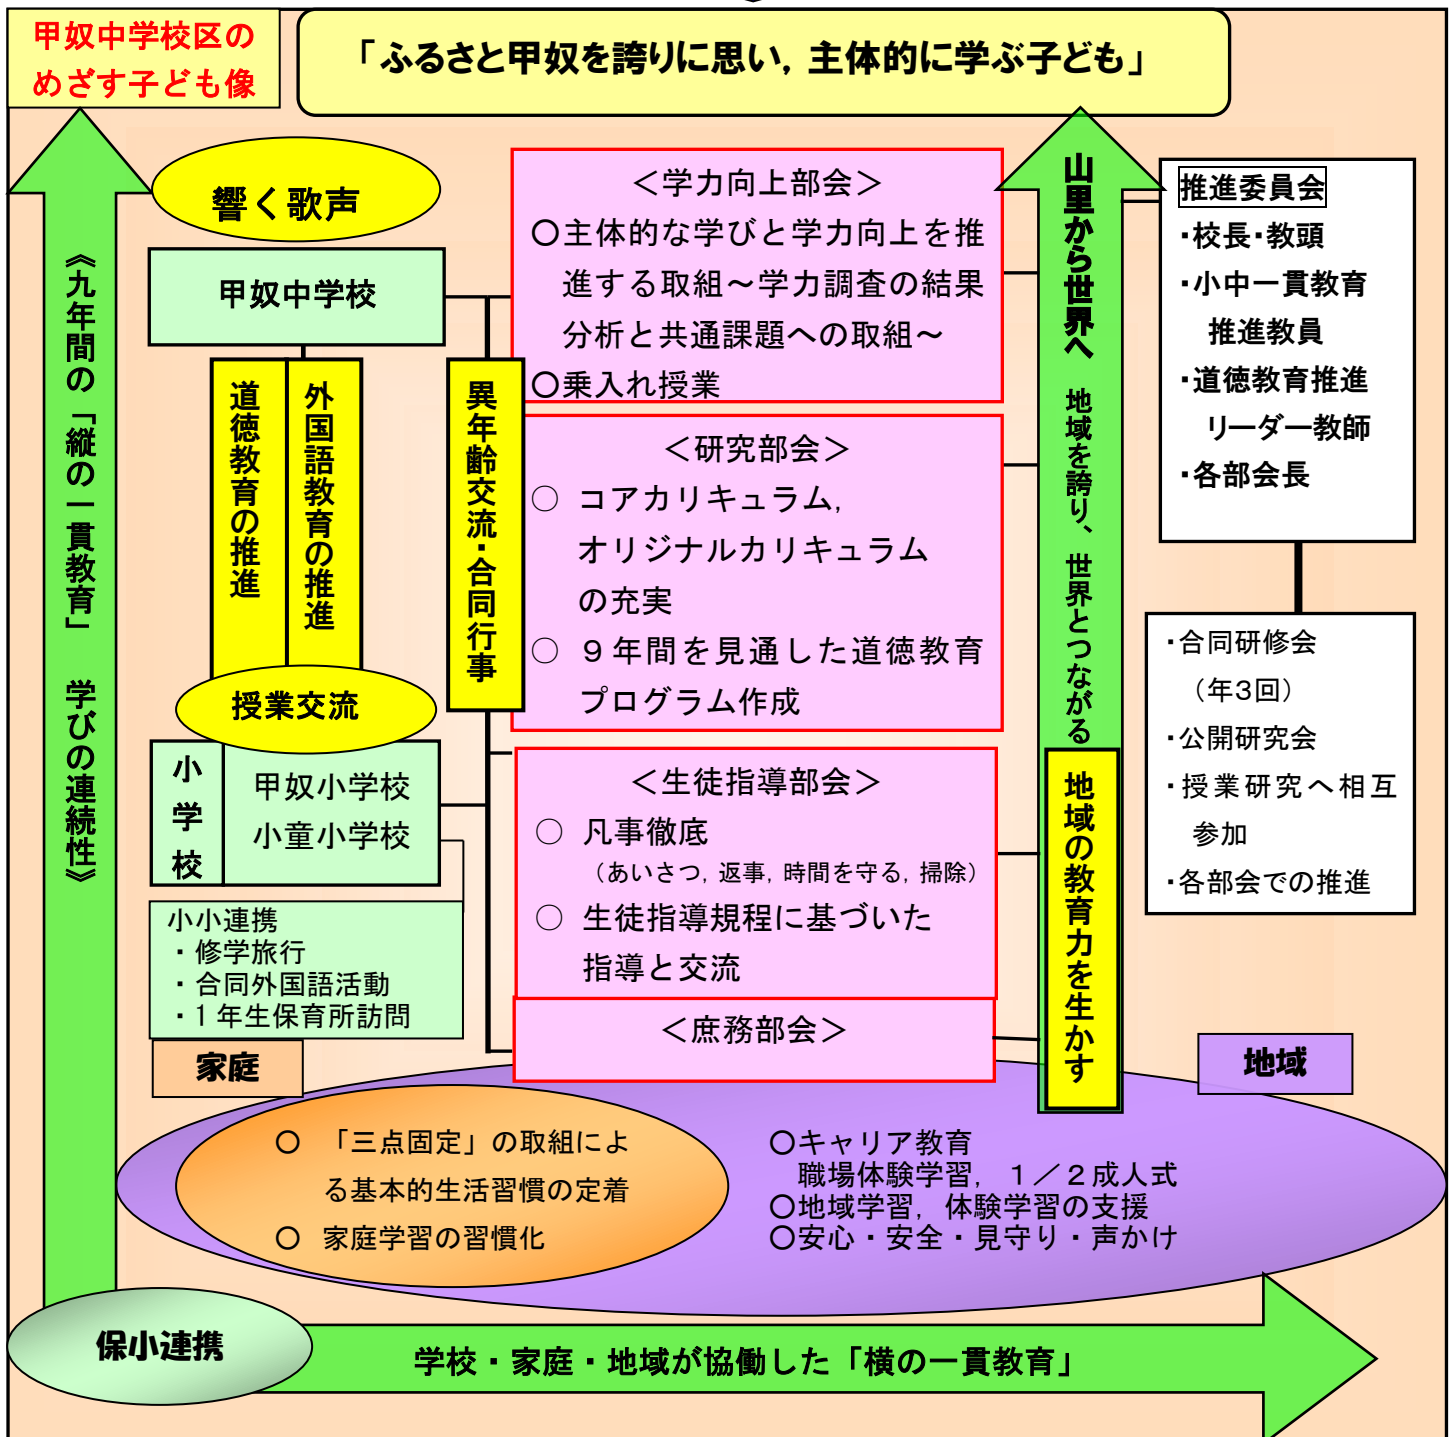 甲奴中学校区の
めざす子ども像
「ふるさと甲奴を誇りに思い，主体的に学ぶ子ども」
《九年間の「縦の一貫教育」　学びの連続性》
響く歌声
甲奴中学校
道徳教育の推進
外国語教育の推進
授業交流
小学校
甲奴小学校
小童小学校
小小連携
・修学旅行
・合同外国語活動
・1年生保育所訪問
異年齢交流・合同行事
＜学力向上部会＞
〇主体的な学びと学力向上を推
進する取組～学力調査の結果
分析と共通課題への取組～
〇乗入れ授業
＜研究部会＞
○ コアカリキュラム，
オリジナルカリキュラム
の充実
○ ９年間を見通した道徳教育
プログラム作成
＜生徒指導部会＞
○ 凡事徹底
（あいさつ，返事，時間を守る，掃除）
○ 生徒指導規程に基づいた
指導と交流
＜庶務部会＞
山里から世界へ　地域を誇り、世界とつながる
地域の教育力を生かす
推進委員会
・校長・教頭
・小中一貫教育
推進教員
・道徳教育推進
リーダー教師
・各部会長
・合同研修会
（年３回）
・公開研究会
・授業研究へ相互
参加
・各部会での推進
家庭
〇 「三点固定」の取組によ
る基本的生活習慣の定着
〇 家庭学習の習慣化
地域
〇キャリア教育
職場体験学習，１／２成人式
〇地域学習，体験学習の支援
〇安心・安全・見守り・声かけ
保小連携
学校・家庭・地域が協働した「横の一貫教育」